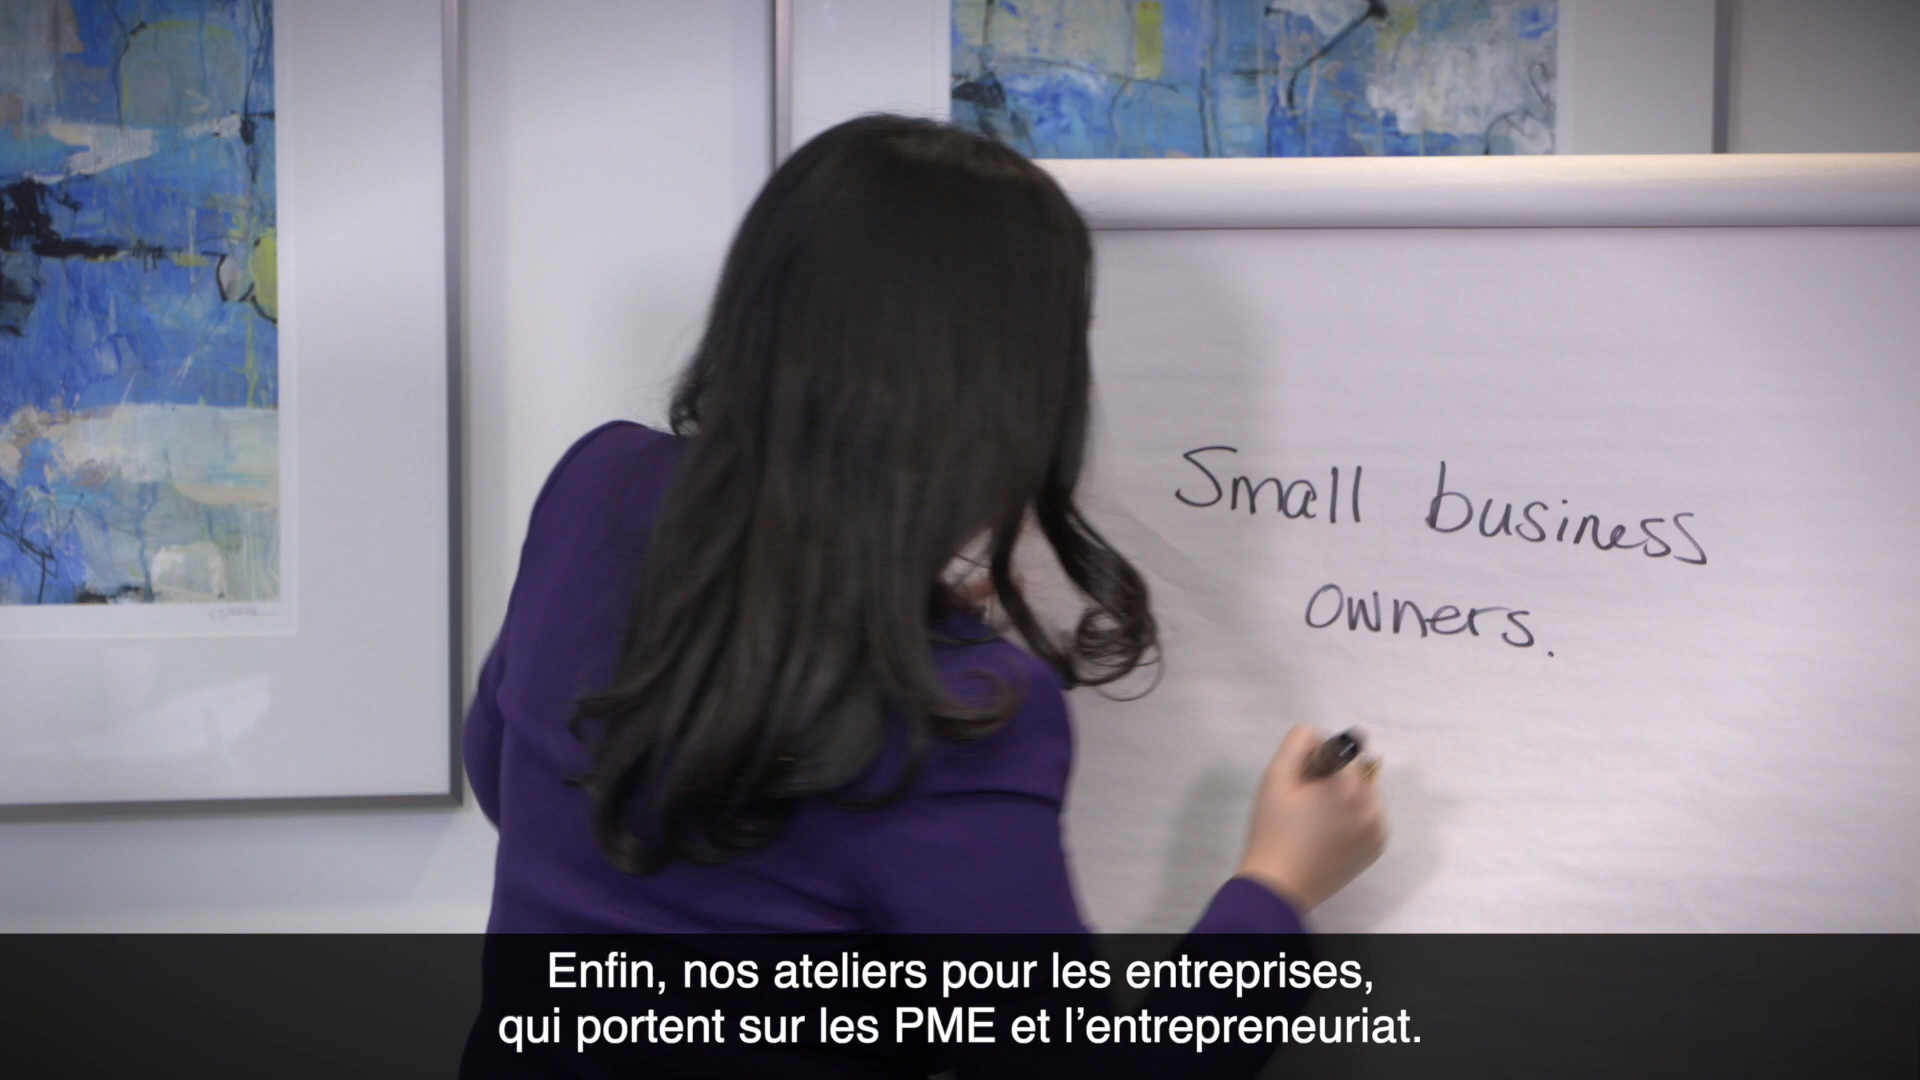 Small business
owners.
Enfin, nos ateliers pour les entreprises,
qui portent sur les PME et l’entrepreneuriat.